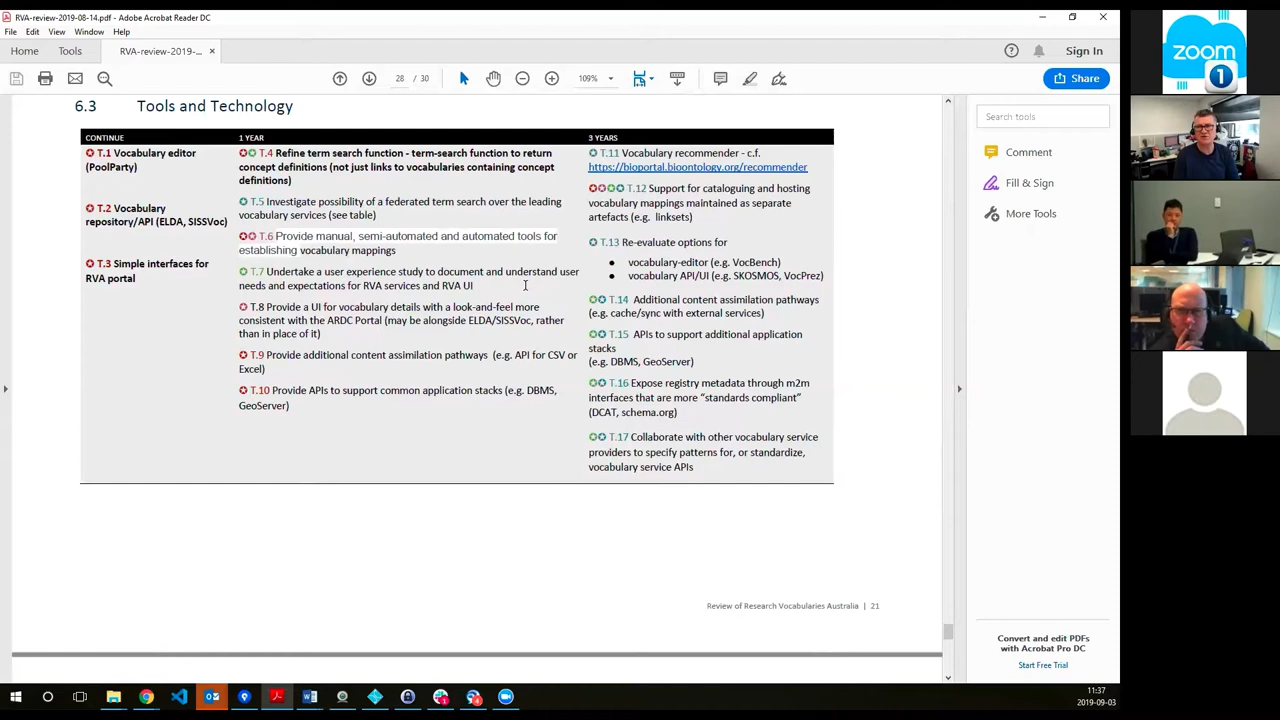 RVA-review-2019-08-14.pdf - Adobe Acrobat Reader DC
File Edit View Window Help
Home Tools RVA-review-2019-... × Sign In
28 / 30 109% Share
6.3 Tools and Technology
CONTINUE 1 YEAR 3 YEARS
T.1 Vocabulary editor
(PoolParty)
T.2 Vocabulary
repository/API (ELDA, SISSVoc)
T.3 Simple interfaces for
RVA portal
T.4 Refine term search function - term-search function to return
concept definitions (not just links to vocabularies containing concept
definitions)
T.5 Investigate possibility of a federated term search over the leading
vocabulary services (see table)
T.6 Provide manual, semi-automated and automated tools for
establishing vocabulary mappings
T.7 Undertake a user experience study to document and understand user
needs and expectations for RVA services and RVA UI
T.8 Provide a UI for vocabulary details with a look-and-feel more
consistent with the ARDC Portal (may be alongside ELDA/SISSVoc, rather
than in place of it)
T.9 Provide additional content assimilation pathways (e.g. API for CSV or
Excel)
T.10 Provide APIs to support common application stacks (e.g. DBMS,
GeoServer)
T.11 Vocabulary recommender - c.f.
https://bioportal.bioontology.org/recommender
T.12 Support for cataloguing and hosting
vocabulary mappings maintained as separate
artefacts (e.g. linksets)
T.13 Re-evaluate options for
● vocabulary-editor (e.g. VocBench)
● vocabulary API/UI (e.g. SKOSMOS, VocPrez)
T.14 Additional content assimilation pathways
(e.g. cache/sync with external services)
T.15 APIs to support additional application
stacks
(e.g. DBMS, GeoServer)
T.16 Expose registry metadata through m2m
interfaces that are more “standards compliant”
(DCAT, schema.org)
T.17 Collaborate with other vocabulary service
providers to specify patterns for, or standardize,
vocabulary service APIs
Review of Research Vocabularies Australia | 21
Search tools
Comment
Fill & Sign
More Tools
Convert and edit PDFs
with Acrobat Pro DC
Start Free Trial
zoom
1
11:37
2019-09-03